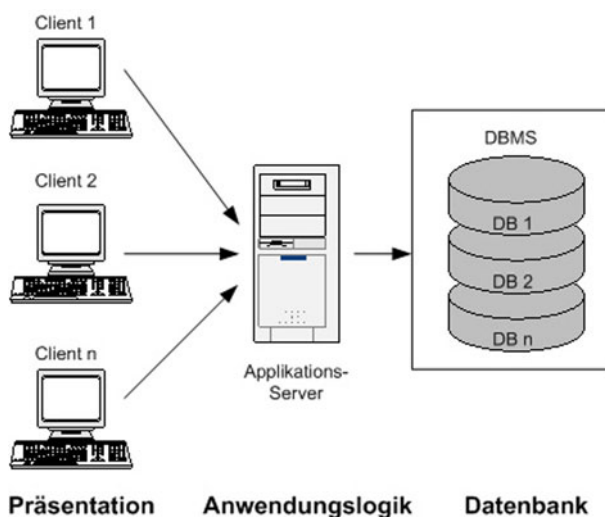 Client 1
Client 2
Client n
Applikations-
Server
DBMS
DB 1
DB 2
DB n
Präsentation
Anwendungslogik
Datenbank